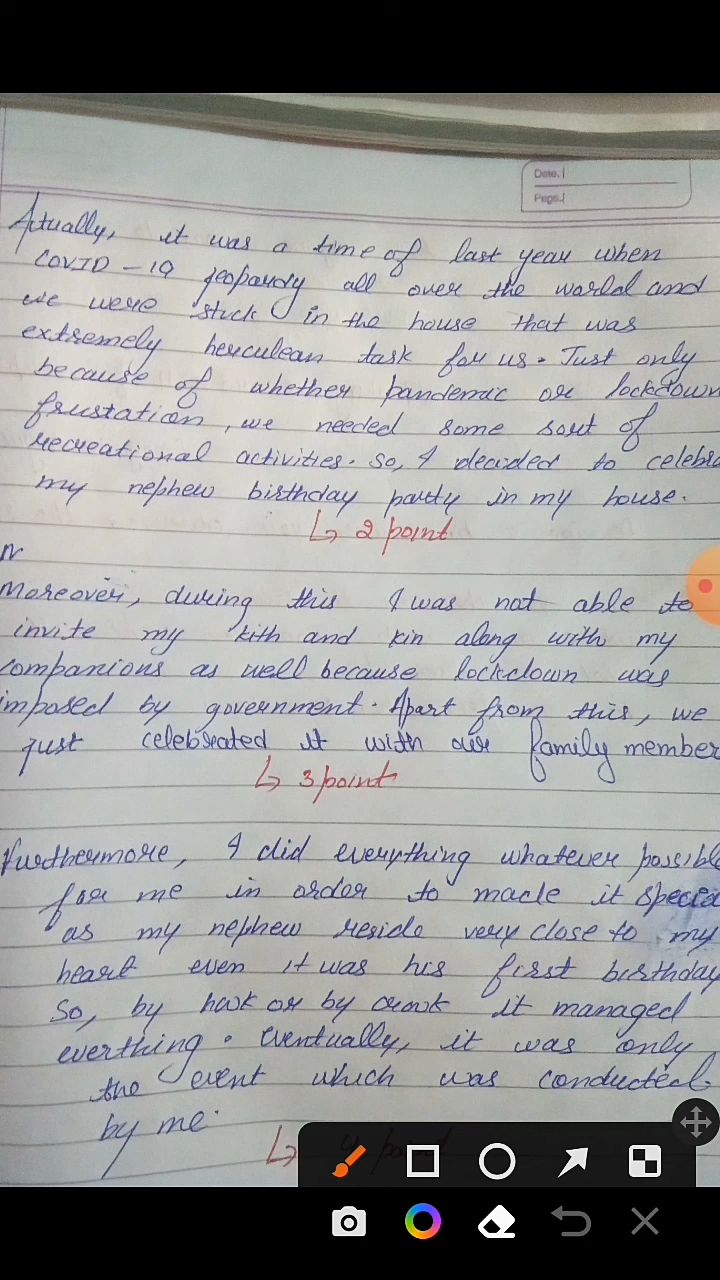 Date.
Page.
Actually, it was a time of last year when
COVID-19 jeopardy all over the world and
we were stuck in the house that was
extremely herculean task for us. Just only
because of whether pandemic or lockdown
frustation, we needed some sort of
recreational activities. So, I decided to celebra
my nephew birthday party in my house.
↳ 2 point
Moreover, during this I was not able to
invite my kith and kin along with my
companions as well because lockdown was
imposed by government. Apart from this, we
just celebrated it with our family member
↳ 3 point
Furthermore, I did everything whatever possible
for me in order to made it specia
as my nephew reside very close to my
heart even it was his first birthday
So, by hook or by crook it managed
everthing. Eventually, it was only
the event which was conducted
by me.
↳ 4 point